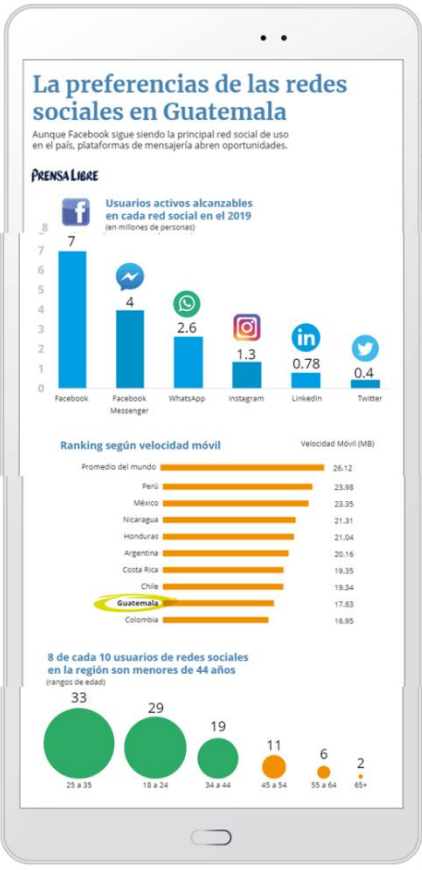 La preferencias de las redes
sociales en Guatemala
Aunque Facebook sigue siendo la principal red social de uso
en el país, plataformas de mensajería abren oportunidades.
PRENSA LIBRE
Usuarios activos alcanzables
en cada red social en el 2019
(en millones de personas)
8
7
6
5
4
3
2
1
0
7
4
2.6
1.3
0.78
0.4
Facebook
Facebook
Messenger
WhatsApp
Instagram
LinkedIn
Twitter
Ranking según velocidad móvil
Velocidad Móvil (MB)
Promedio del mundo 26.12
Perú 23.98
México 23.35
Nicaragua 21.31
Honduras 21.04
Argentina 20.16
Costa Rica 19.35
Chile 19.34
Guatemala 17.83
Colombia 16.95
8 de cada 10 usuarios de redes sociales
en la región son menores de 44 años
(rangos de edad)
33 29 19 11 6 2
25 a 35 18 a 24 34 a 44 45 a 54 55 a 64 65+